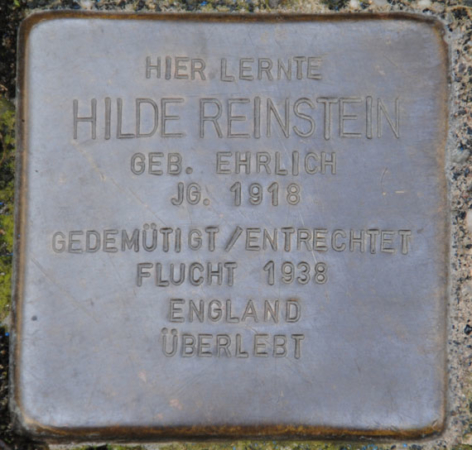 HIER LERNTE
HILDE REINSTEIN
GEB. EHRLICH
JG. 1918
GEDEMÜTIGT/ENTRECHTET
FLUCHT 1938
ENGLAND
ÜBERLEBT